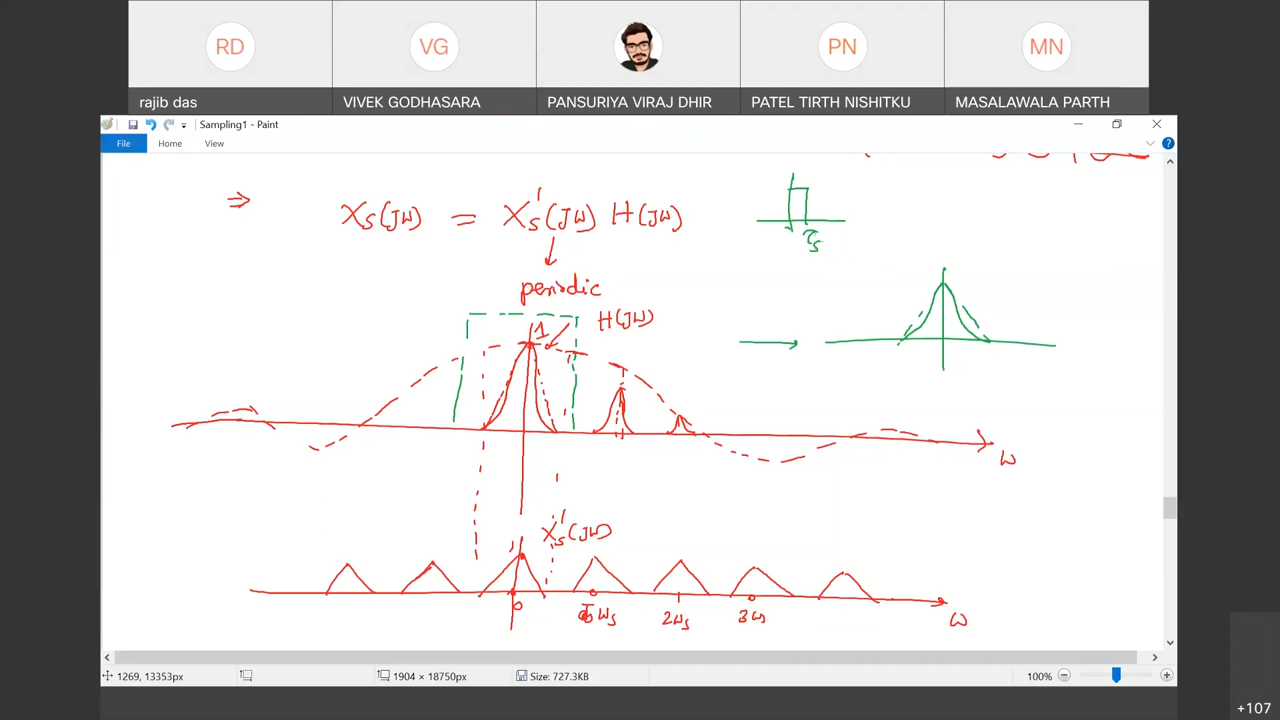 RD
VG
PN
MN
rajib das
VIVEK GODHASARA
PANSURIYA VIRAJ DHIR
PATEL TIRTH NISHITKU
MASALAWALA PARTH
Sampling1 - Paint
File
Home
View
⇒ Xs(jω) = Xs'(jω) H(jω)
τs
periodic
H(jω)
1
ω
Xs'(jω)
0
ωs
2ωs
3ωs
ω
1269, 13353px
1904 × 18750px
Size: 727.3KB
100%
+107